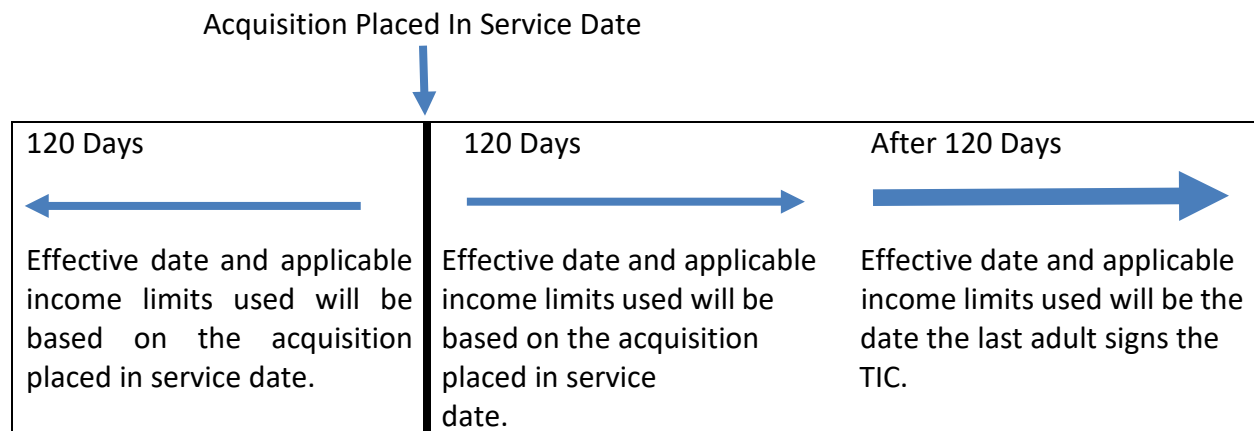 Acquisition Placed In Service Date
120 Days
Effective date and applicable
income limits used will be
based on the acquisition
placed in service date.
120 Days
Effective date and applicable
income limits used will be
based on the acquisition
placed in service
date.
After 120 Days
Effective date and applicable
income limits used will be the
date the last adult signs the
TIC.